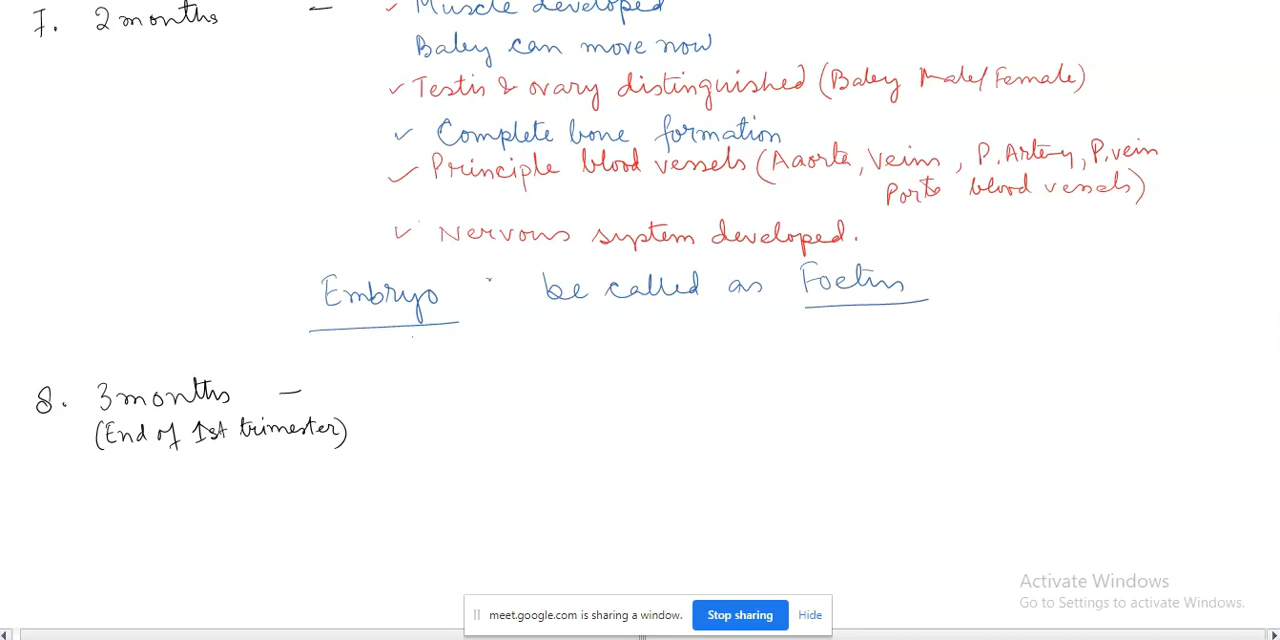 7. 2 months - ✓ Muscle developed
Baby can move now
✓ Testis & ovary distinguished (Baby Male/Female)
✓ Complete bone formation
✓ Principle blood vessels (Aaorta, Veins, P. Artery, P. vein
Porta blood vessels)
✓ Nervous system developed.
Embryo be called as Foetus
8. 3 months -
(End of 1st trimester)
Activate Windows
Go to Settings to activate Windows.
meet.google.com is sharing a window. Stop sharing Hide